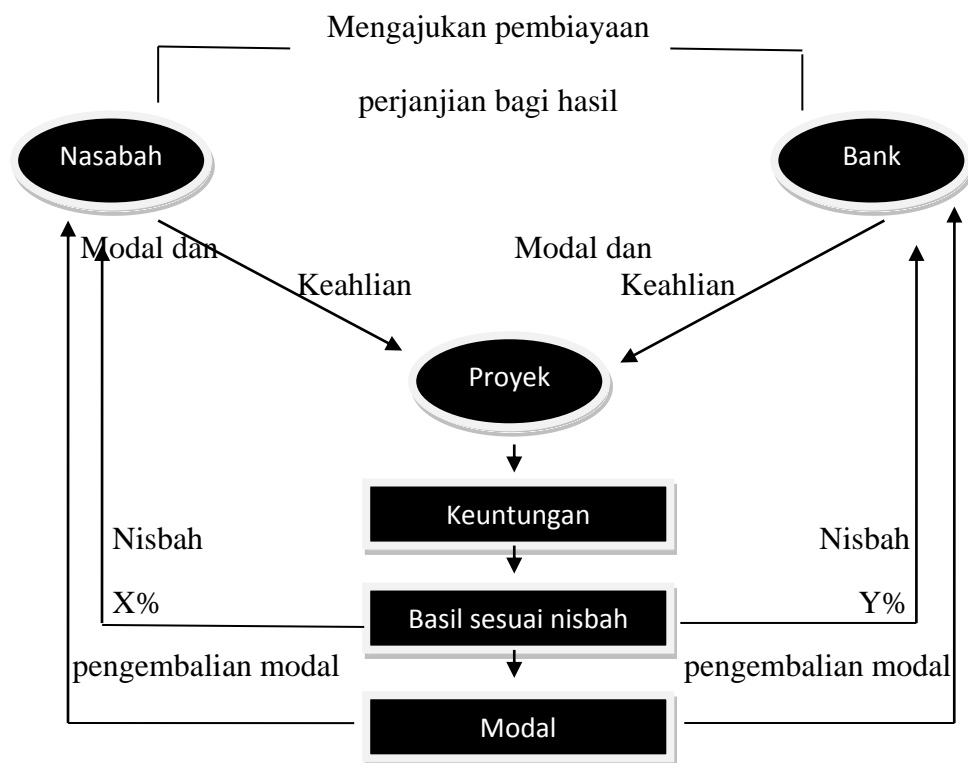 Mengajukan pembiayaan
perjanjian bagi hasil
Nasabah
Bank
Modal dan
Keahlian
Modal dan
Keahlian
Proyek
Keuntungan
Nisbah
X%
Nisbah
Y%
Basil sesuai nisbah
pengembalian modal
pengembalian modal
Modal